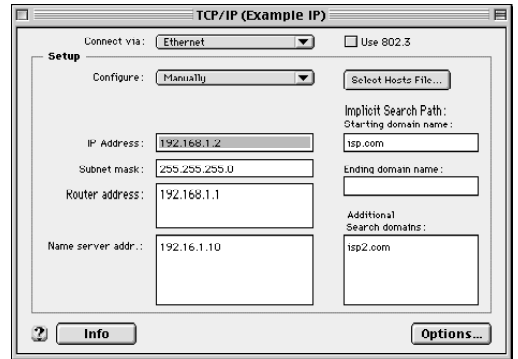 TCP/IP (Example IP)
Connect via: Ethernet
Use 802.3
Setup
Configure: Manually
Select Hosts File...
Implicit Search Path:
Starting domain name:
IP Address: 192.168.1.2
isp.com
Subnet mask: 255.255.255.0
Ending domain name:
Router address: 192.168.1.1
Additional
Search domains:
Name server addr.: 192.16.1.10
isp2.com
?
Info
Options...